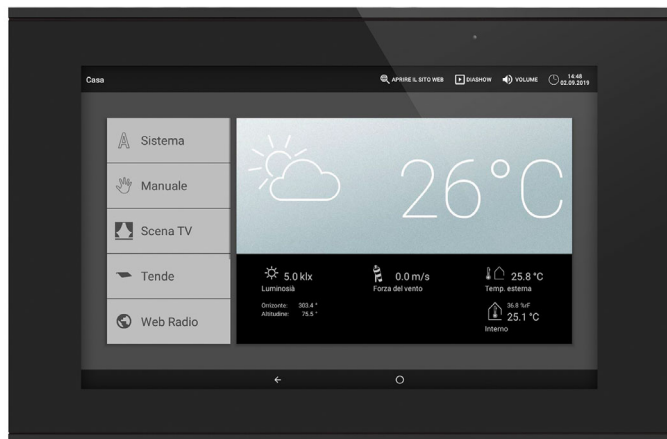 Casa
APRIRE IL SITO WEB
DIASHOW
VOLUME
14:48
02.09.2019
Sistema
Manuale
Scena TV
Tende
Web Radio
26°C
5.0 klx
Luminosià
Orrizonte: 303.4 °
Altitudine: 75.5 °
0.0 m/s
Forza del vento
25.8 °C
Temp. esterna
36.8 %rF
25.1 °C
Interno